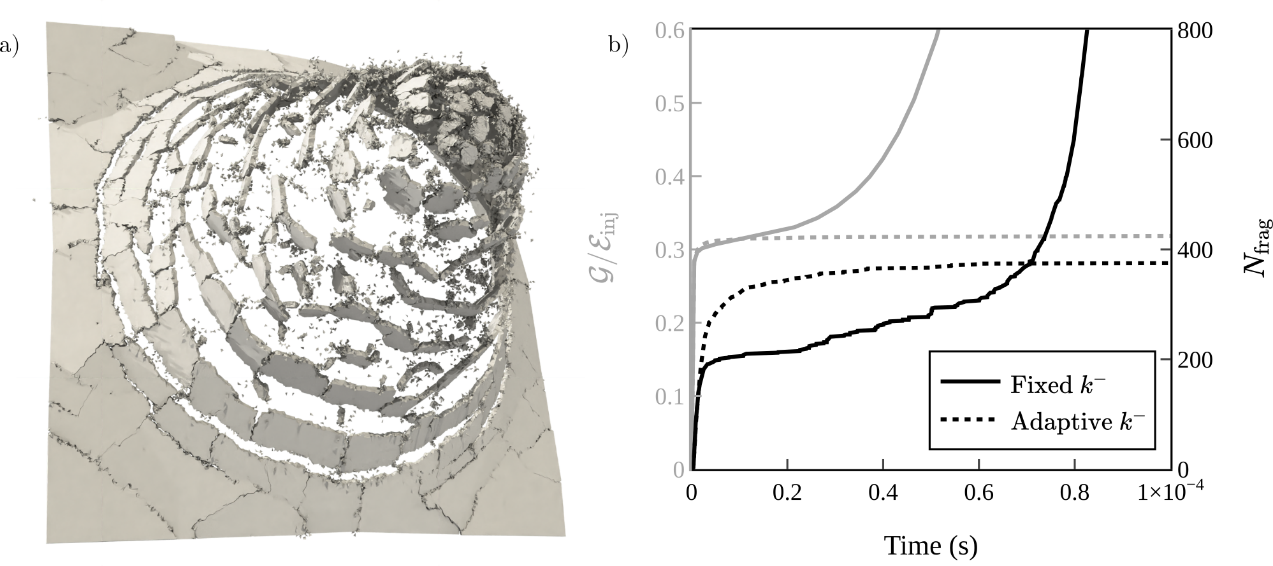 a)
b)
0.6
0.5
0.4
0.3
0.2
0.1
0
𝒢/ℰinj
800
600
400
200
0
Nfrag
Fixed k⁻
Adaptive k⁻
0 0.2 0.4 0.6 0.8 1×10⁻⁴
Time (s)